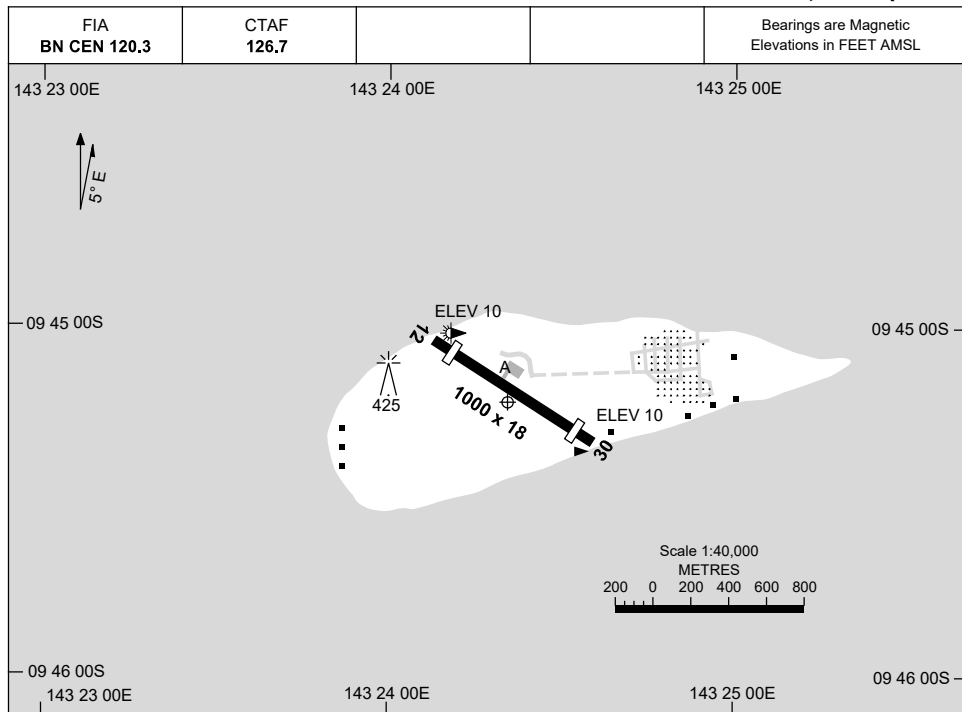 FIA
BN CEN 120.3
CTAF
126.7
Bearings are Magnetic
Elevations in FEET AMSL
143 23 00E
143 24 00E
143 25 00E
5° E
ELEV 10
09 45 00S
09 45 00S
12
A
425
1000 x 18
ELEV 10
30
Scale 1:40,000
METRES
200 0 200 400 600 800
09 46 00S
09 46 00S
143 23 00E
143 24 00E
143 25 00E